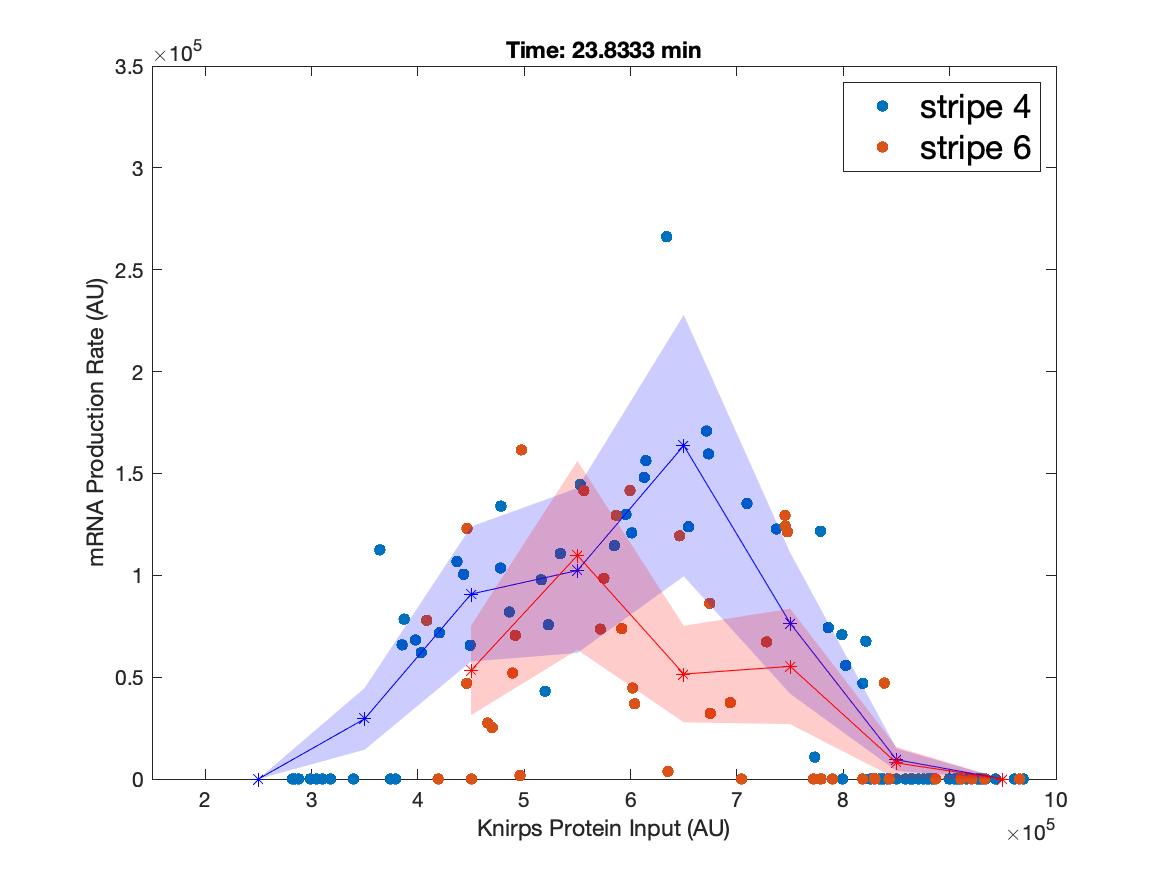 Time: 23.8333 min
×10⁵
3.5
3
2.5
2
1.5
1
0.5
0
mRNA Production Rate (AU)
stripe 4
stripe 6
2 3 4 5 6 7 8 9 10
Knirps Protein Input (AU)
×10⁵